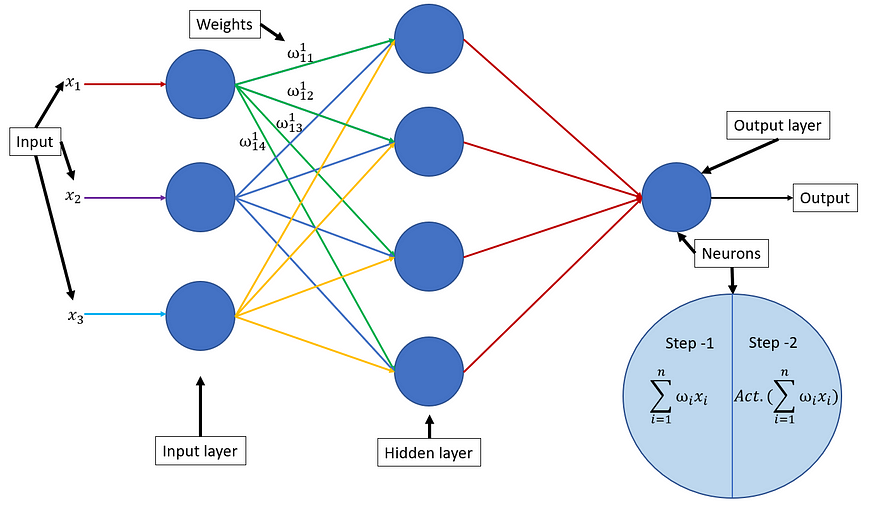 Weights
ω¹₁₁
ω¹₁₂
ω¹₁₃
ω¹₁₄
x₁
Input
x₂
x₃
Input layer
Hidden layer
Output layer
Output
Neurons
Step -1 Step -2
∑ᵢ₌₁ⁿ ωᵢxᵢ Act.(∑ᵢ₌₁ⁿ ωᵢxᵢ)